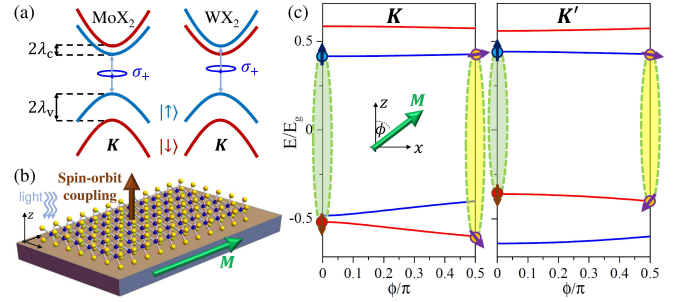 (a)
MoX₂
WX₂
2λc
σ₊
σ₊
2λv
|↑⟩
K
|↓⟩
K
(b)
Spin-orbit
coupling
light
z
M
(c)
K
K′
E/Eg
0.5
0
-0.5
z
M
ϕ
x
0 0.1 0.2 0.3 0.4 0.5
0 0.1 0.2 0.3 0.4 0.5
ϕ/π
ϕ/π